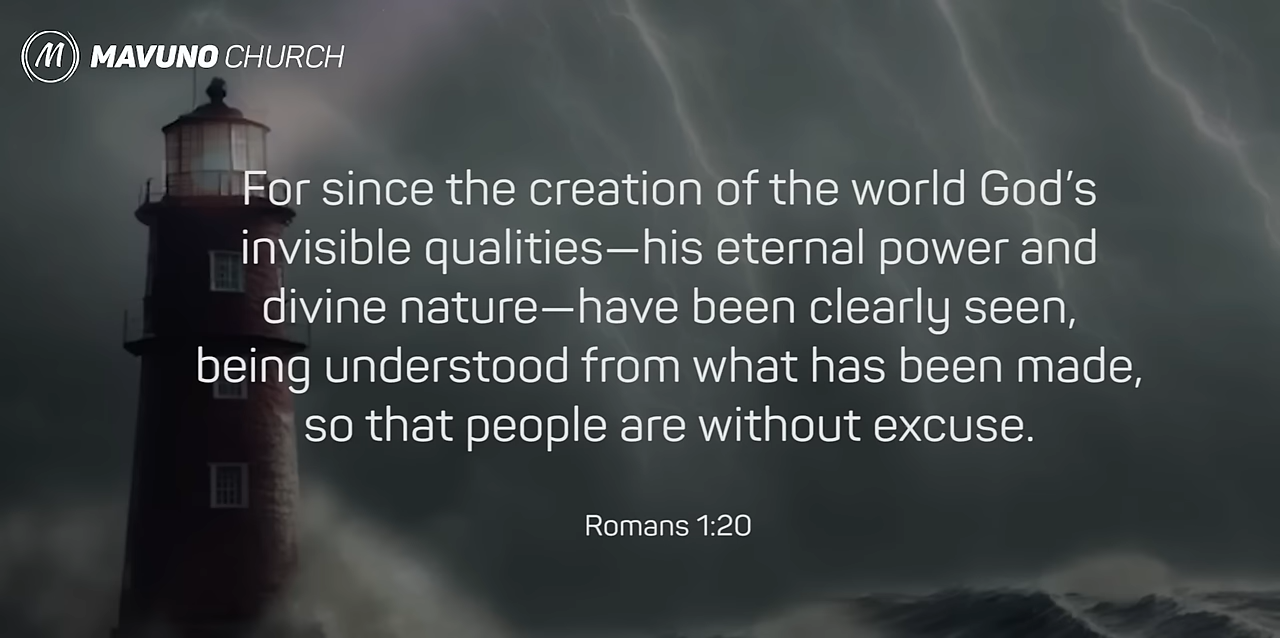 MAVUNO CHURCH
For since the creation of the world God’s
invisible qualities—his eternal power and
divine nature—have been clearly seen,
being understood from what has been made,
so that people are without excuse.
Romans 1:20